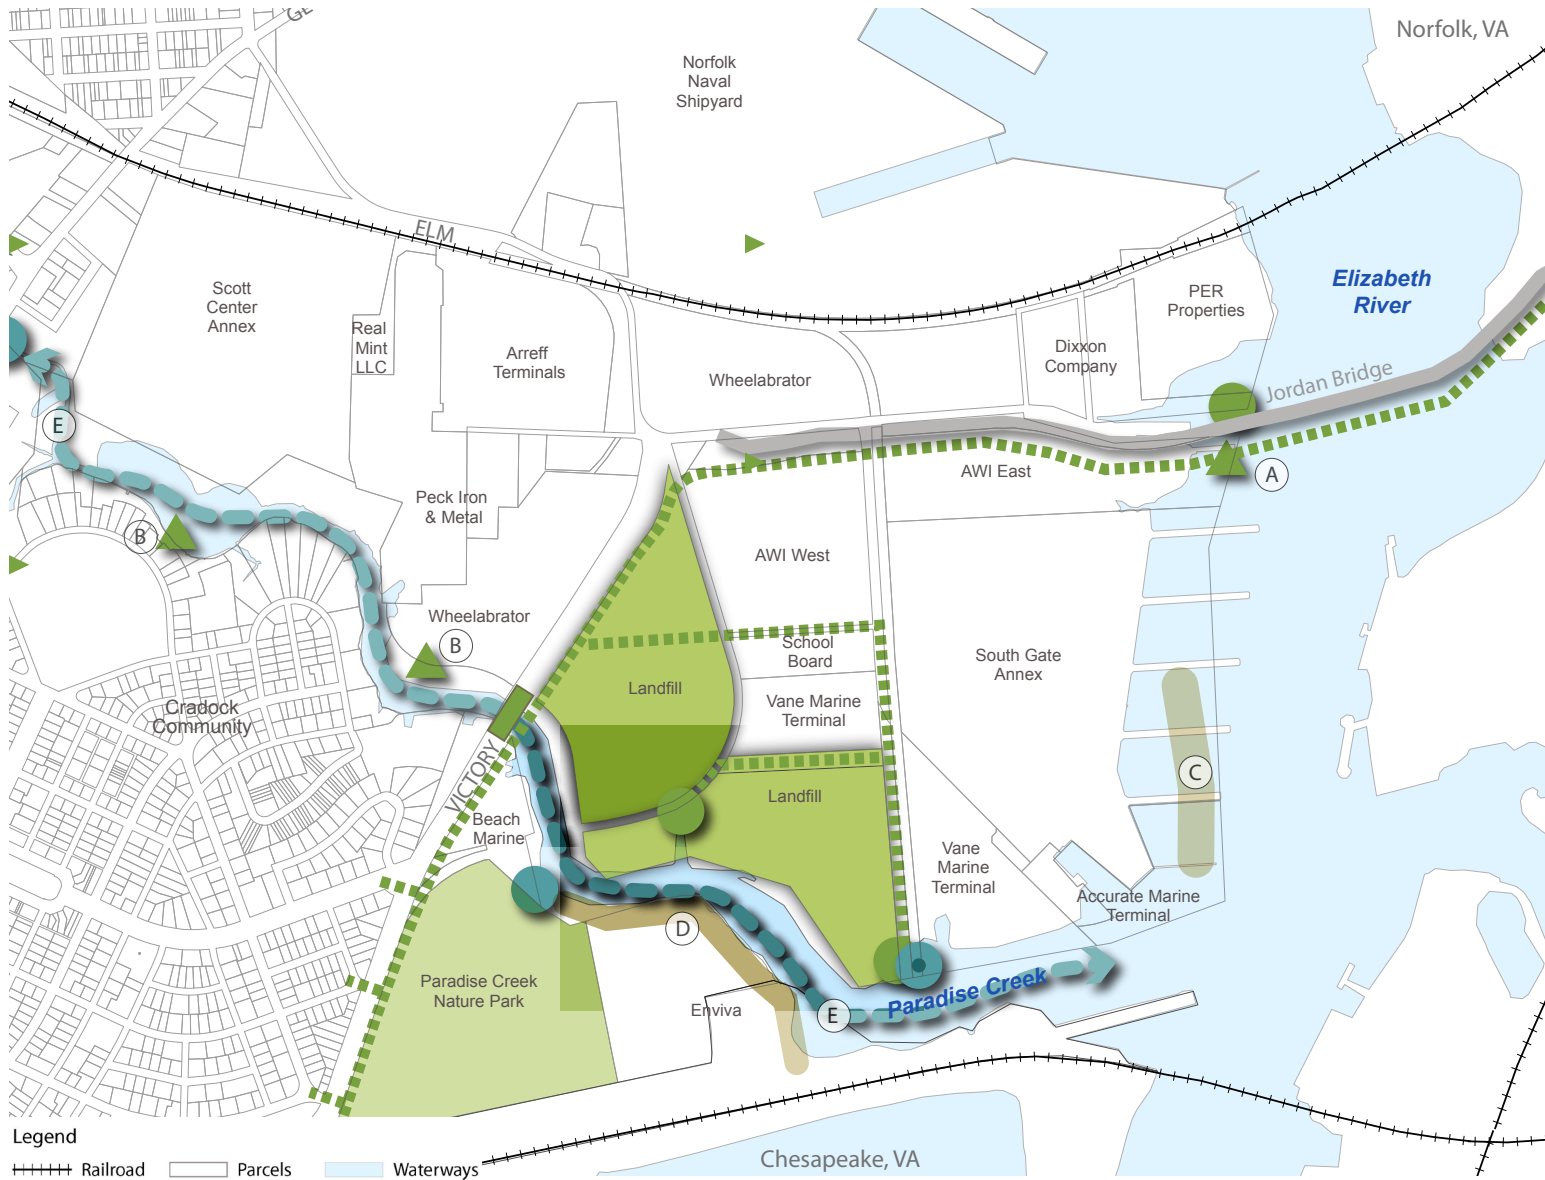 Norfolk, VA
GE
Norfolk
Naval
Shipyard
ELM
Scott
Center
Annex
Real
Mint
LLC
Arreff
Terminals
Wheelabrator
Dixxon
Company
PER
Properties
Elizabeth
River
Jordan Bridge
E
A
AWI East
Peck Iron
& Metal
B
AWI West
Wheelabrator
B
School
Board
South Gate
Annex
Landfill
Vane Marine
Terminal
Cradock
Community
VICTORY
C
Landfill
Beach
Marine
Vane
Marine
Terminal
Accurate Marine
Terminal
D
Paradise Creek
Nature Park
Enviva
E
Paradise Creek
Legend
Railroad
Parcels
Waterways
Chesapeake, VA